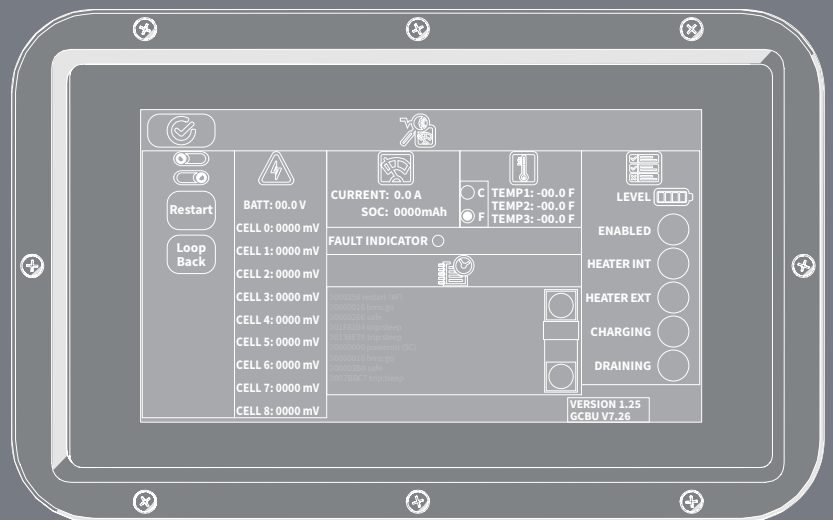 Restart
Loop
Back
BATT: 00.0 V
CELL 0: 0000 mV
CELL 1: 0000 mV
CELL 2: 0000 mV
CELL 3: 0000 mV
CELL 4: 0000 mV
CELL 5: 0000 mV
CELL 6: 0000 mV
CELL 7: 0000 mV
CELL 8: 0000 mV
CURRENT: 0.0 A
SOC: 0000mAh
C
F
TEMP1: -00.0 F
TEMP2: -00.0 F
TEMP3: -00.0 F
FAULT INDICATOR
LEVEL
ENABLED
HEATER INT
HEATER EXT
CHARGING
DRAINING
VERSION 1.25
GCBU V7.26